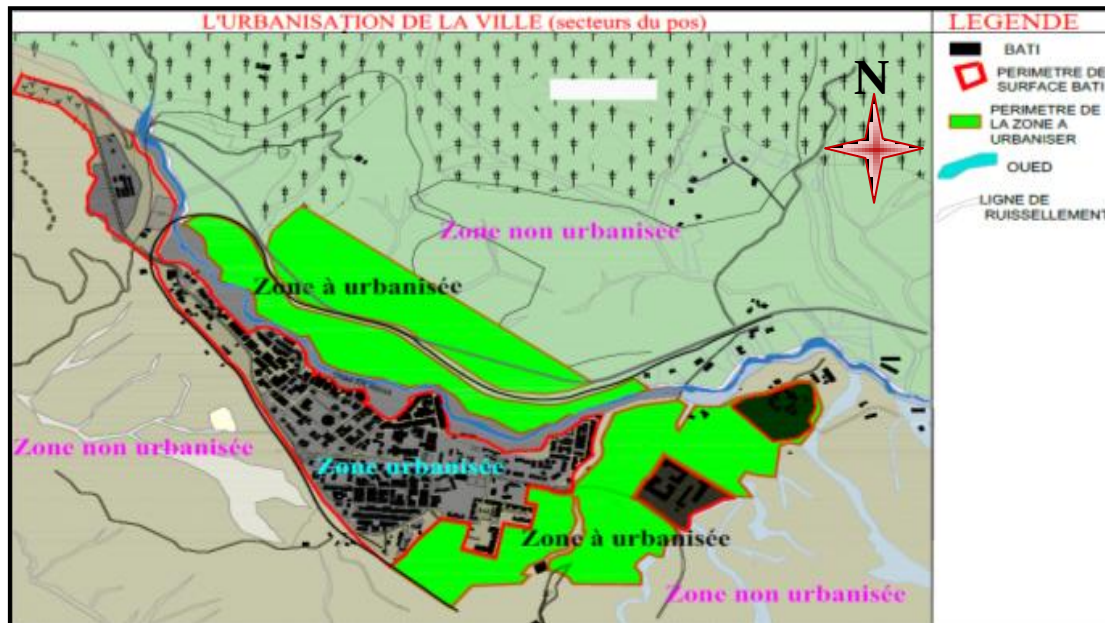 L'URBANISATION DE LA VILLE (secteurs du pos)
LEGENDE
BATI
PERIMETRE DE
SURFACE BATI
PERIMETRE DE
LA ZONE A
URBANISER
OUED
LIGNE DE
RUISSELLEMENT
N
Zone non urbanisée
Zone à urbanisée
Zone non urbanisée
Zone urbanisée
Zone à urbanisée
Zone non urbanisée